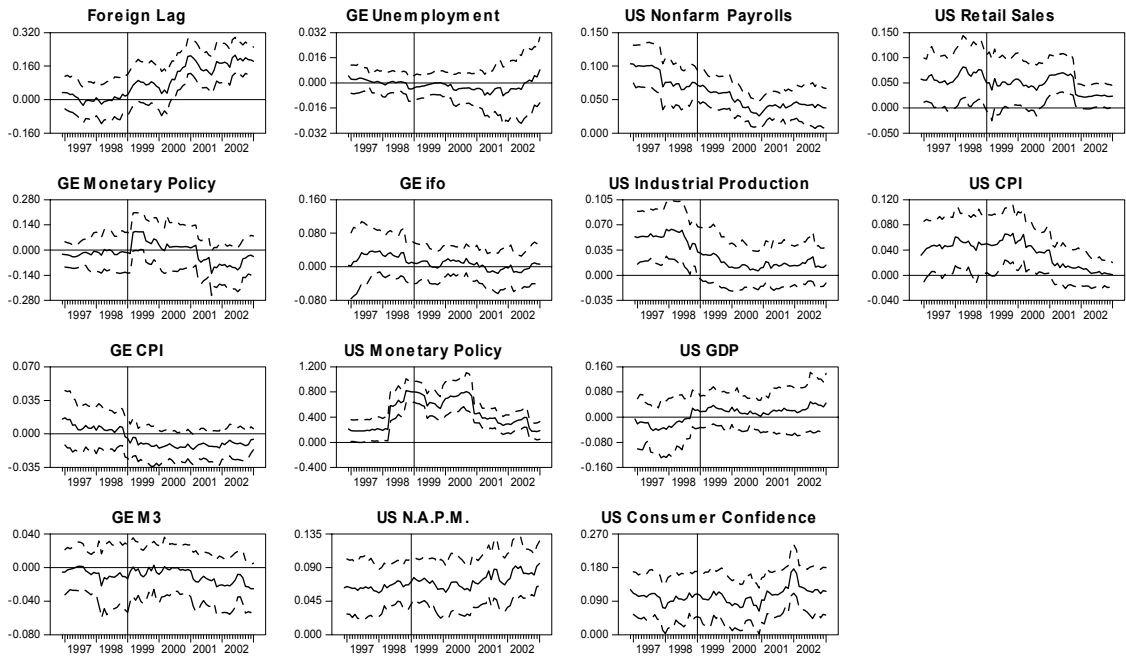 Foreign Lag
0.320
0.160
0.000
-0.160
1997 1998 1999 2000 2001 2002
GE Unemployment
0.032
0.016
0.000
-0.016
-0.032
1997 1998 1999 2000 2001 2002
US Nonfarm Payrolls
0.150
0.100
0.050
0.000
1997 1998 1999 2000 2001 2002
US Retail Sales
0.150
0.100
0.050
0.000
-0.050
1997 1998 1999 2000 2001 2002
GE Monetary Policy
0.280
0.140
0.000
-0.140
-0.280
1997 1998 1999 2000 2001 2002
GE ifo
0.160
0.080
0.000
-0.080
1997 1998 1999 2000 2001 2002
US Industrial Production
0.105
0.070
0.035
0.000
-0.035
1997 1998 1999 2000 2001 2002
US CPI
0.120
0.080
0.040
0.000
-0.040
1997 1998 1999 2000 2001 2002
GE CPI
0.070
0.035
0.000
-0.035
1997 1998 1999 2000 2001 2002
US Monetary Policy
1.200
0.800
0.400
0.000
-0.400
1997 1998 1999 2000 2001 2002
US GDP
0.160
0.080
0.000
-0.080
-0.160
1997 1998 1999 2000 2001 2002
GE M3
0.040
0.000
-0.040
-0.080
1997 1998 1999 2000 2001 2002
US N.A.P.M.
0.135
0.090
0.045
0.000
1997 1998 1999 2000 2001 2002
US Consumer Confidence
0.270
0.180
0.090
0.000
1997 1998 1999 2000 2001 2002